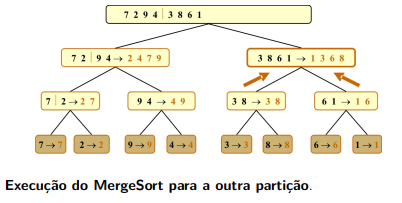 7 2 9 4 | 3 8 6 1
7 2 | 9 4 → 2 4 7 9
3 8 6 1 → 1 3 6 8
7 | 2 → 2 7
9 4 → 4 9
3 8 → 3 8
6 1 → 1 6
7 → 7
2 → 2
9 → 9
4 → 4
3 → 3
8 → 8
6 → 6
1 → 1
Execução do MergeSort para a outra partição.